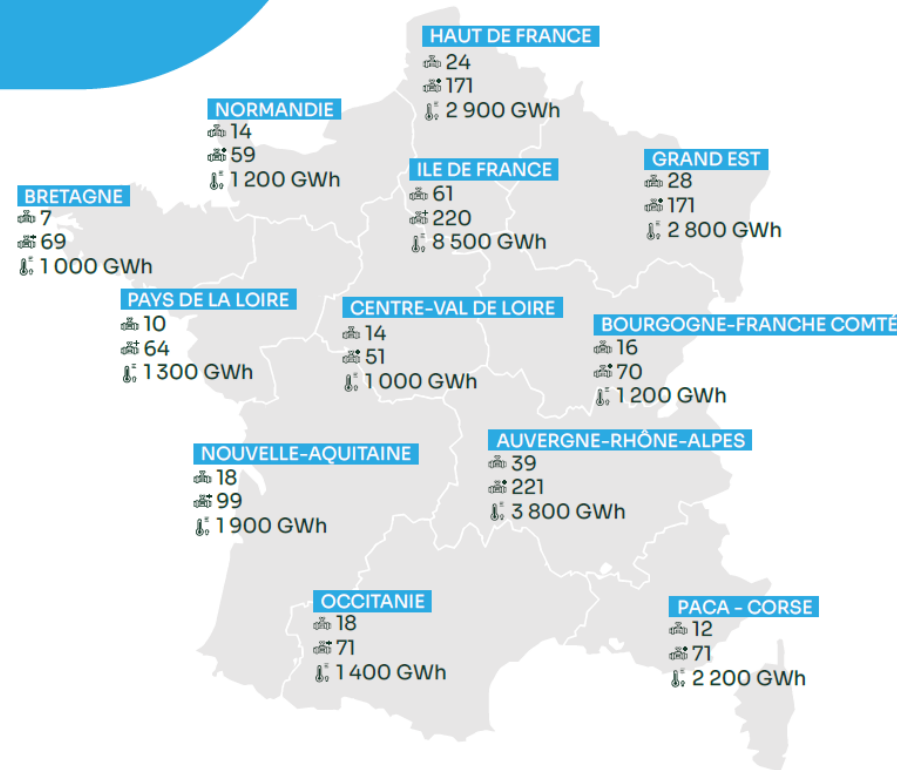 HAUT DE FRANCE
24
171
2 900 GWh
NORMANDIE
14
59
1 200 GWh
ILE DE FRANCE
61
220
8 500 GWh
GRAND EST
28
171
2 800 GWh
BRETAGNE
7
69
1 000 GWh
PAYS DE LA LOIRE
10
64
1 300 GWh
CENTRE-VAL DE LOIRE
14
51
1 000 GWh
BOURGOGNE-FRANCHE COMTÉ
16
70
1 200 GWh
NOUVELLE-AQUITAINE
18
99
1 900 GWh
AUVERGNE-RHÔNE-ALPES
39
221
3 800 GWh
OCCITANIE
18
71
1 400 GWh
PACA - CORSE
12
71
2 200 GWh